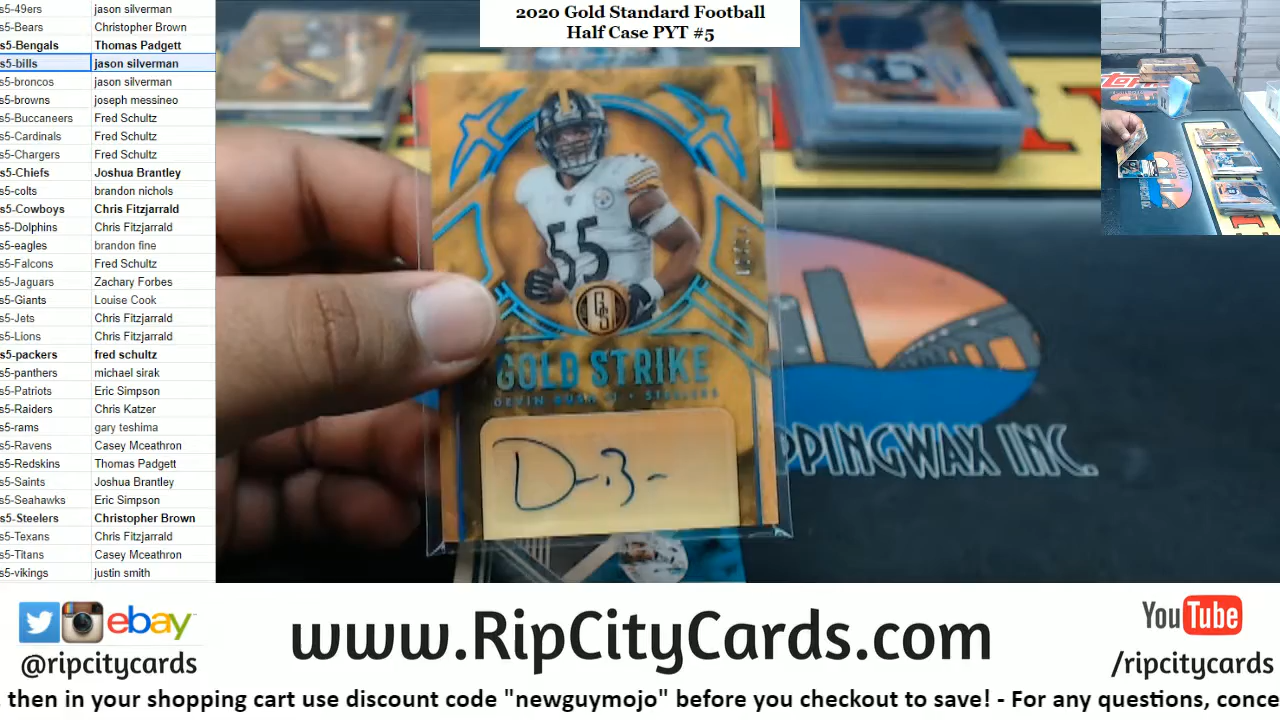 2020 Gold Standard Football
Half Case PYT #5
s5-49ers jason silverman
s5-Bears Christopher Brown
s5-Bengals Thomas Padgett
s5-bills jason silverman
s5-broncos jason silverman
s5-browns joseph messineo
s5-Buccaneers Fred Schultz
s5-Cardinals Fred Schultz
s5-Chargers Fred Schultz
s5-Chiefs Joshua Brantley
s5-colts brandon nichols
s5-Cowboys Chris Fitzjarrald
s5-Dolphins Chris Fitzjarrald
s5-eagles brandon fine
s5-Falcons Fred Schultz
s5-Jaguars Zachary Forbes
s5-Giants Louise Cook
s5-Jets Chris Fitzjarrald
s5-Lions Chris Fitzjarrald
s5-packers fred schultz
s5-panthers michael sirak
s5-Patriots Eric Simpson
s5-Raiders Chris Katzer
s5-rams gary teshima
s5-Ravens Casey Mceathron
s5-Redskins Thomas Padgett
s5-Saints Joshua Brantley
s5-Seahawks Eric Simpson
s5-Steelers Christopher Brown
s5-Texans Chris Fitzjarrald
s5-Titans Casey Mceathron
s5-vikings justin smith
55
GS
GOLD STRIKE
DEVIN BUSH II • STEELERS
PPINGWAX INC.
ebay
@ripcitycards
www.RipCityCards.com
YouTube
/ripcitycards
then in your shopping cart use discount code "newguymojo" before you checkout to save! - For any questions, conce